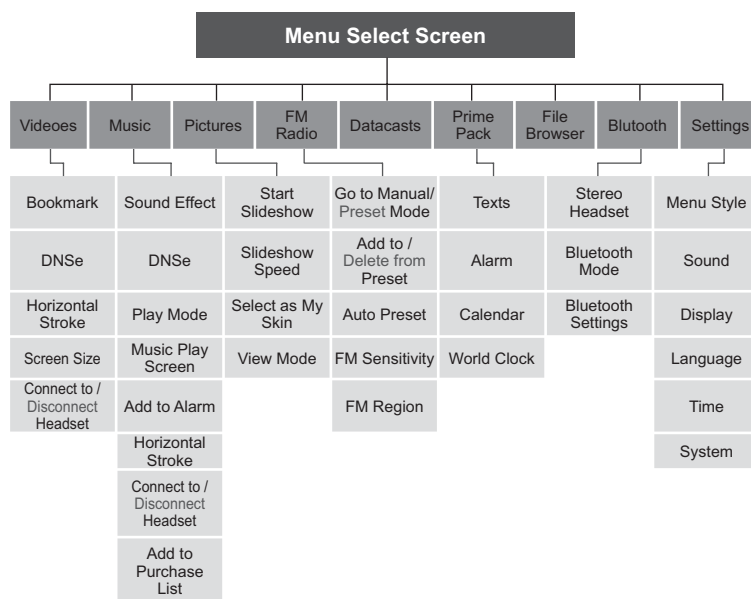 Menu Select Screen
Videoes
Music
Pictures
FM
Radio
Datacasts
Prime
Pack
File
Browser
Blutooth
Settings
Bookmark
DNSe
Horizontal
Stroke
Screen Size
Connect to /
Disconnect
Headset
Sound Effect
DNSe
Play Mode
Music Play
Screen
Add to Alarm
Horizontal
Stroke
Connect to /
Disconnect
Headset
Add to
Purchase
List
Start
Slideshow
Slideshow
Speed
Select as My
Skin
View Mode
Go to Manual/
Preset Mode
Add to /
Delete from
Preset
Auto Preset
FM Sensitivity
FM Region
Texts
Alarm
Calendar
World Clock
Stereo
Headset
Bluetooth
Mode
Bluetooth
Settings
Menu Style
Sound
Display
Language
Time
System